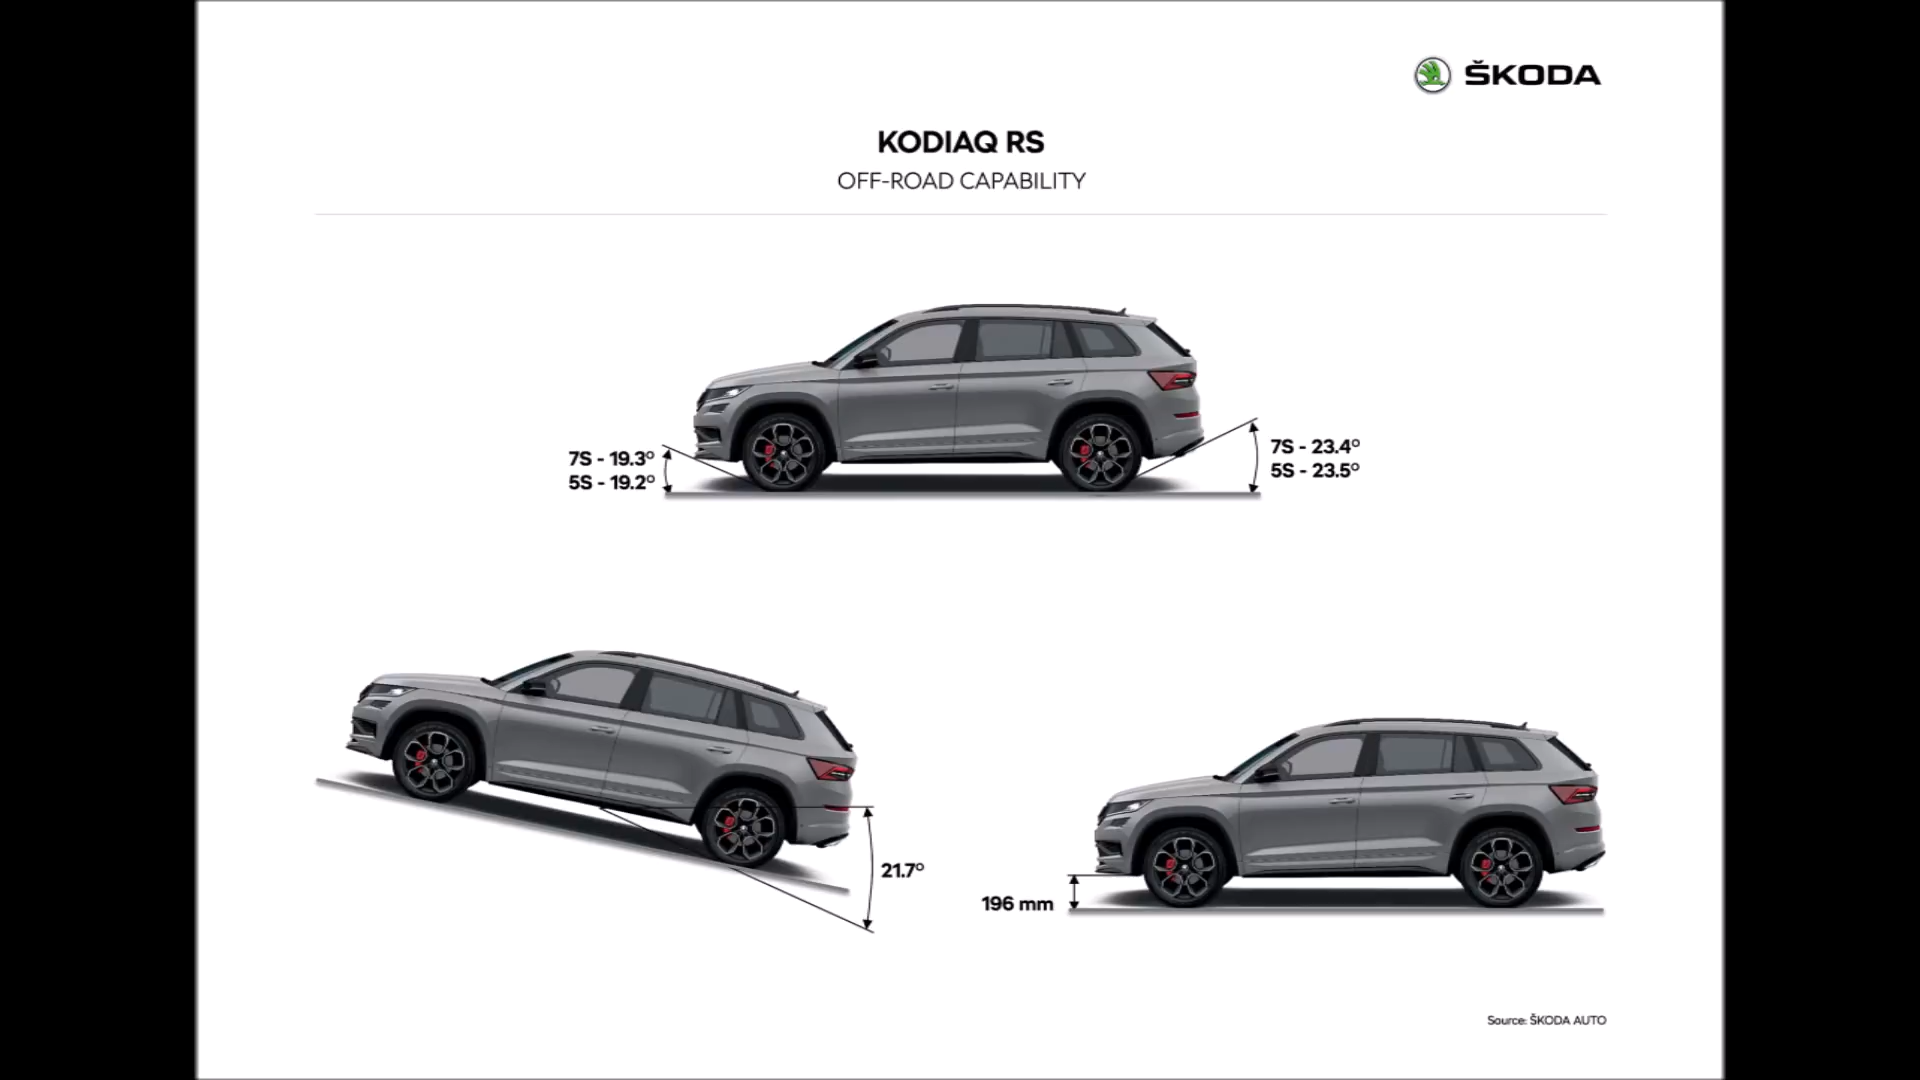 ŠKODA
KODIAQ RS
OFF-ROAD CAPABILITY
7S - 19.3°
5S - 19.2°
7S - 23.4°
5S - 23.5°
21.7°
196 mm
Source: ŠKODA AUTO